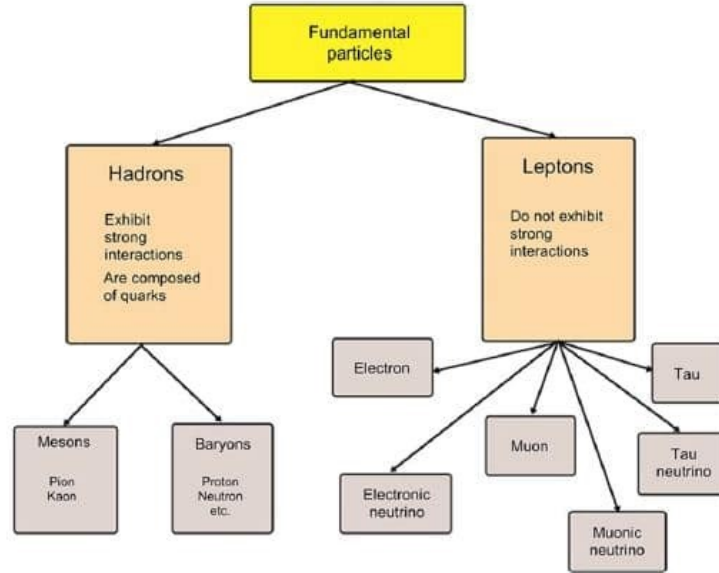 Fundamental
particles
Hadrons
Exhibit
strong
interactions
Are composed
of quarks
Leptons
Do not exhibit
strong
interactions
Electron
Tau
Mesons
Pion
Kaon
Baryons
Proton
Neutron
etc.
Muon
Tau
neutrino
Electronic
neutrino
Muonic
neutrino